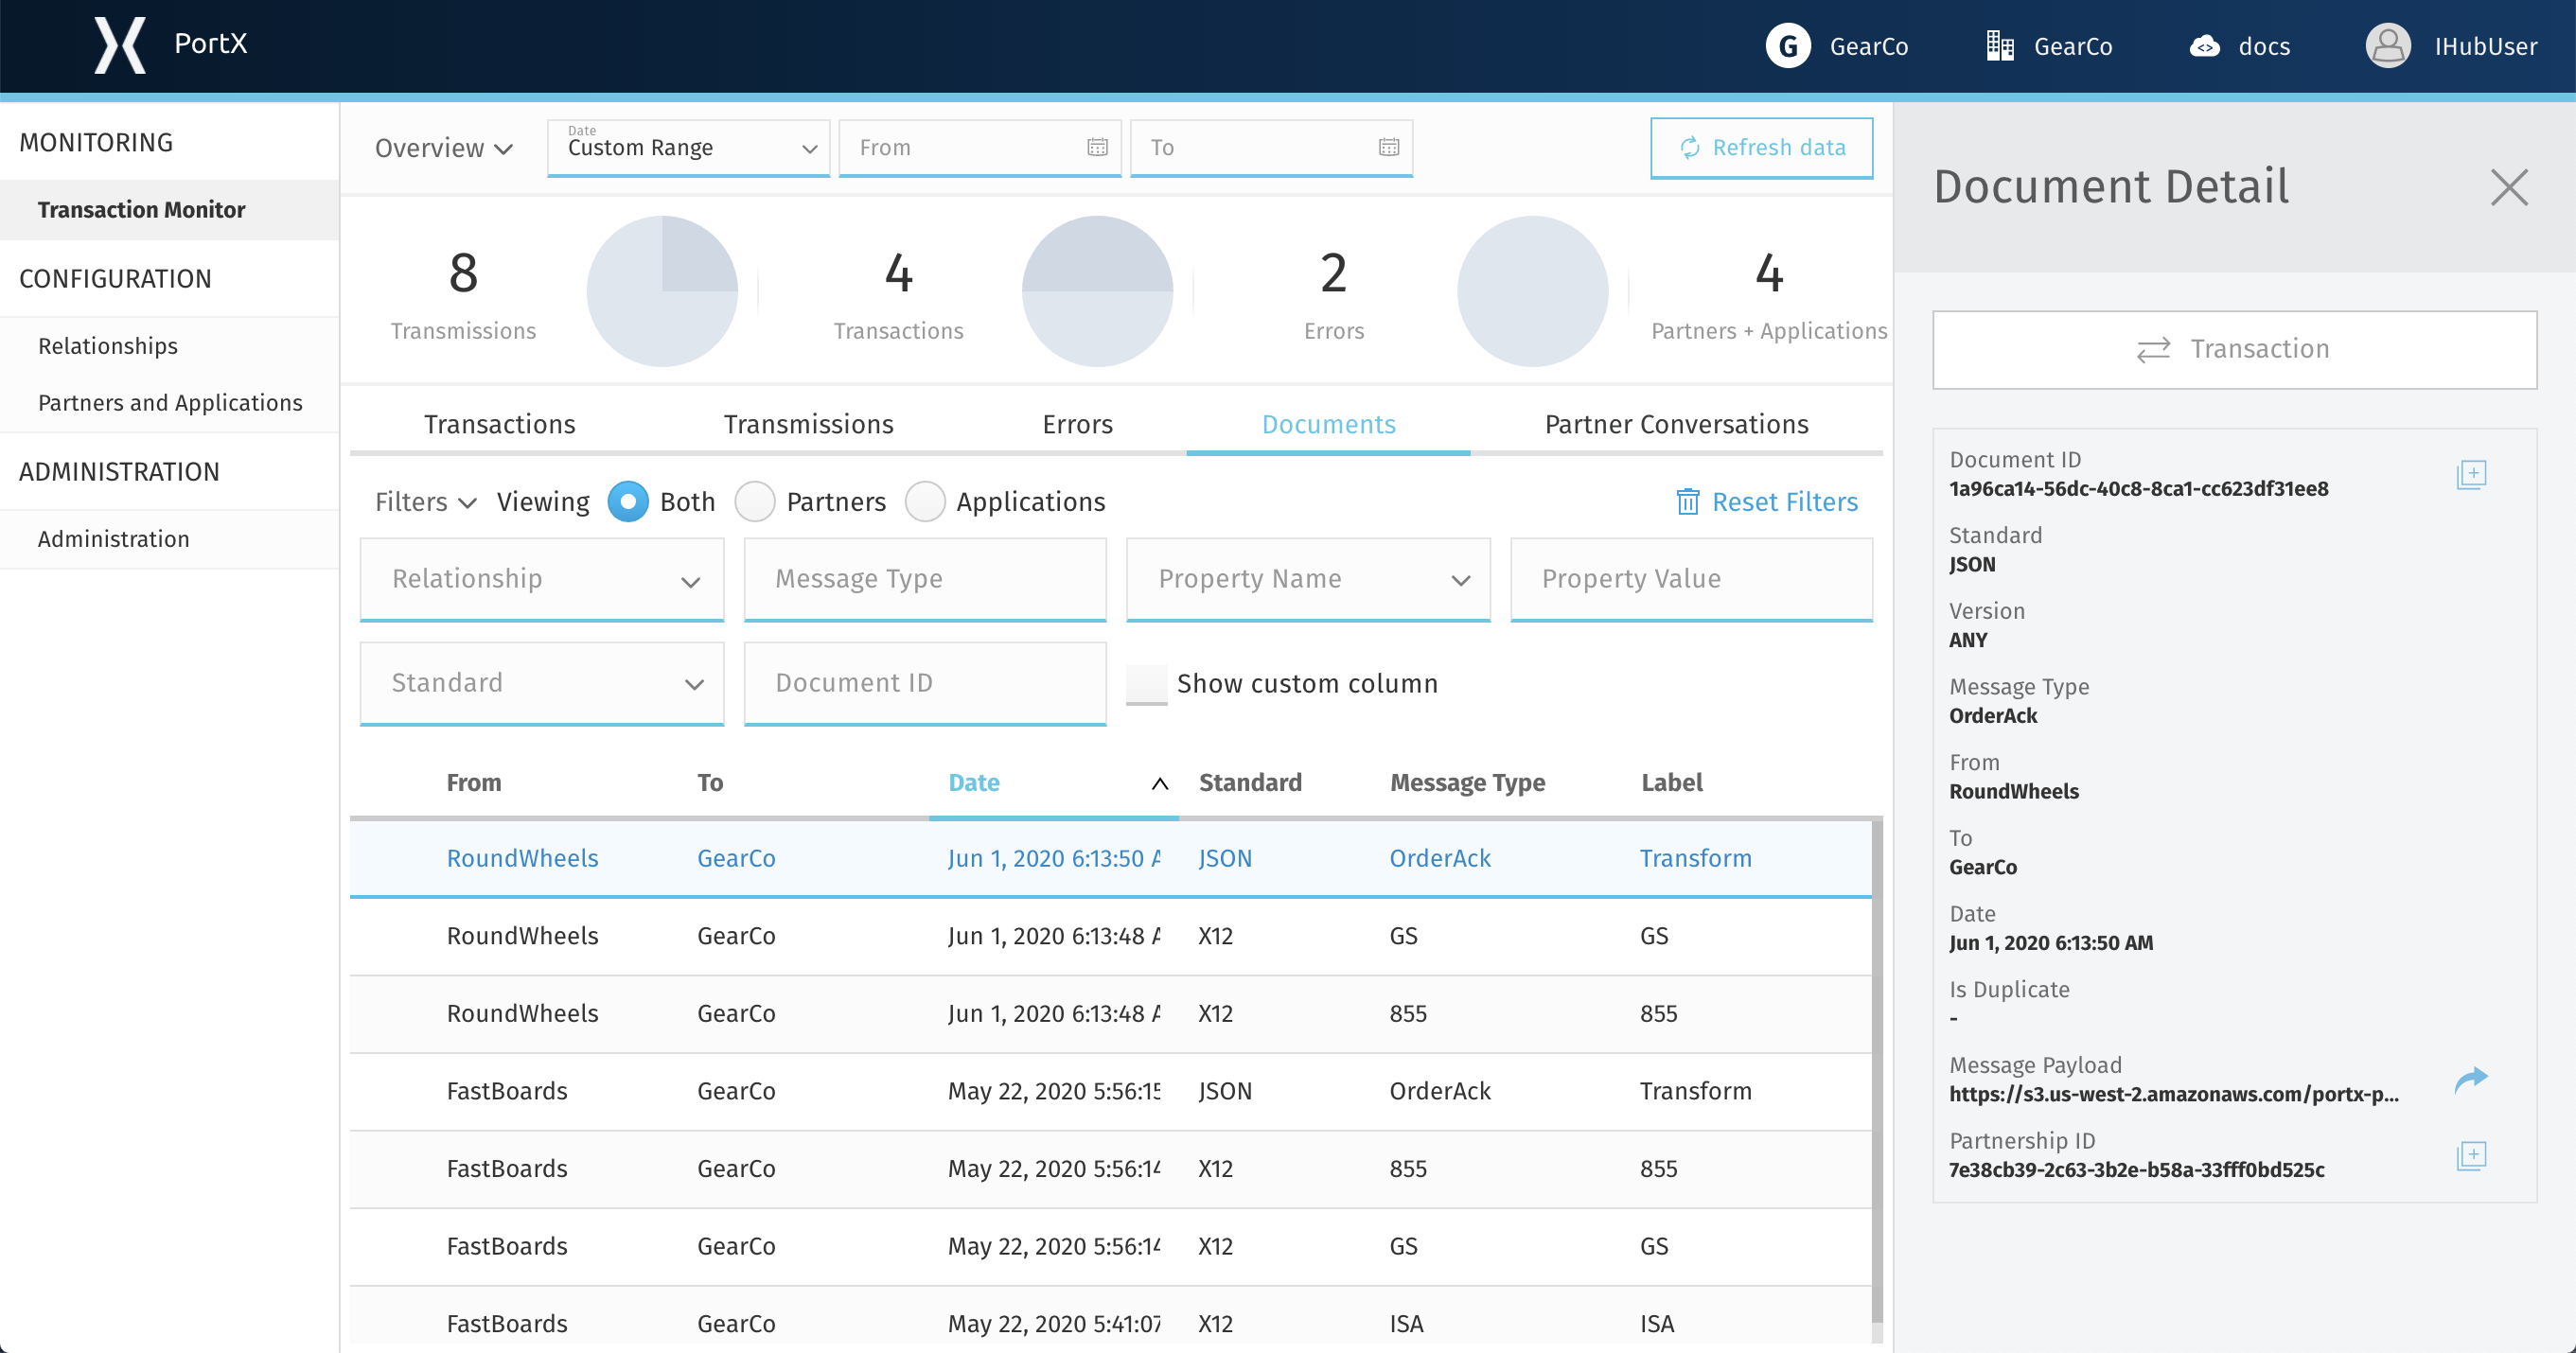 PortX
G GearCo
GearCo
docs
IHubUser
MONITORING
Transaction Monitor
CONFIGURATION
Relationships
Partners and Applications
ADMINISTRATION
Administration
Overview
Date
Custom Range
From
To
Refresh data
8
Transmissions
4
Transactions
2
Errors
4
Partners + Applications
Transactions Transmissions Errors Documents Partner Conversations
Filters Viewing Both Partners Applications Reset Filters
Relationship Message Type Property Name Property Value
Standard Document ID Show custom column
From To Date Standard Message Type Label
RoundWheels GearCo Jun 1, 2020 6:13:50 A JSON OrderAck Transform
RoundWheels GearCo Jun 1, 2020 6:13:48 A X12 GS GS
RoundWheels GearCo Jun 1, 2020 6:13:48 A X12 855 855
FastBoards GearCo May 22, 2020 5:56:15 JSON OrderAck Transform
FastBoards GearCo May 22, 2020 5:56:14 X12 855 855
FastBoards GearCo May 22, 2020 5:56:14 X12 GS GS
FastBoards GearCo May 22, 2020 5:41:07 X12 ISA ISA
Document Detail
Transaction
Document ID
1a96ca14-56dc-40c8-8ca1-cc623df31ee8
Standard
JSON
Version
ANY
Message Type
OrderAck
From
RoundWheels
To
GearCo
Date
Jun 1, 2020 6:13:50 AM
Is Duplicate
-
Message Payload
https://s3.us-west-2.amazonaws.com/portx-p...
Partnership ID
7e38cb39-2c63-3b2e-b58a-33fff0bd525c